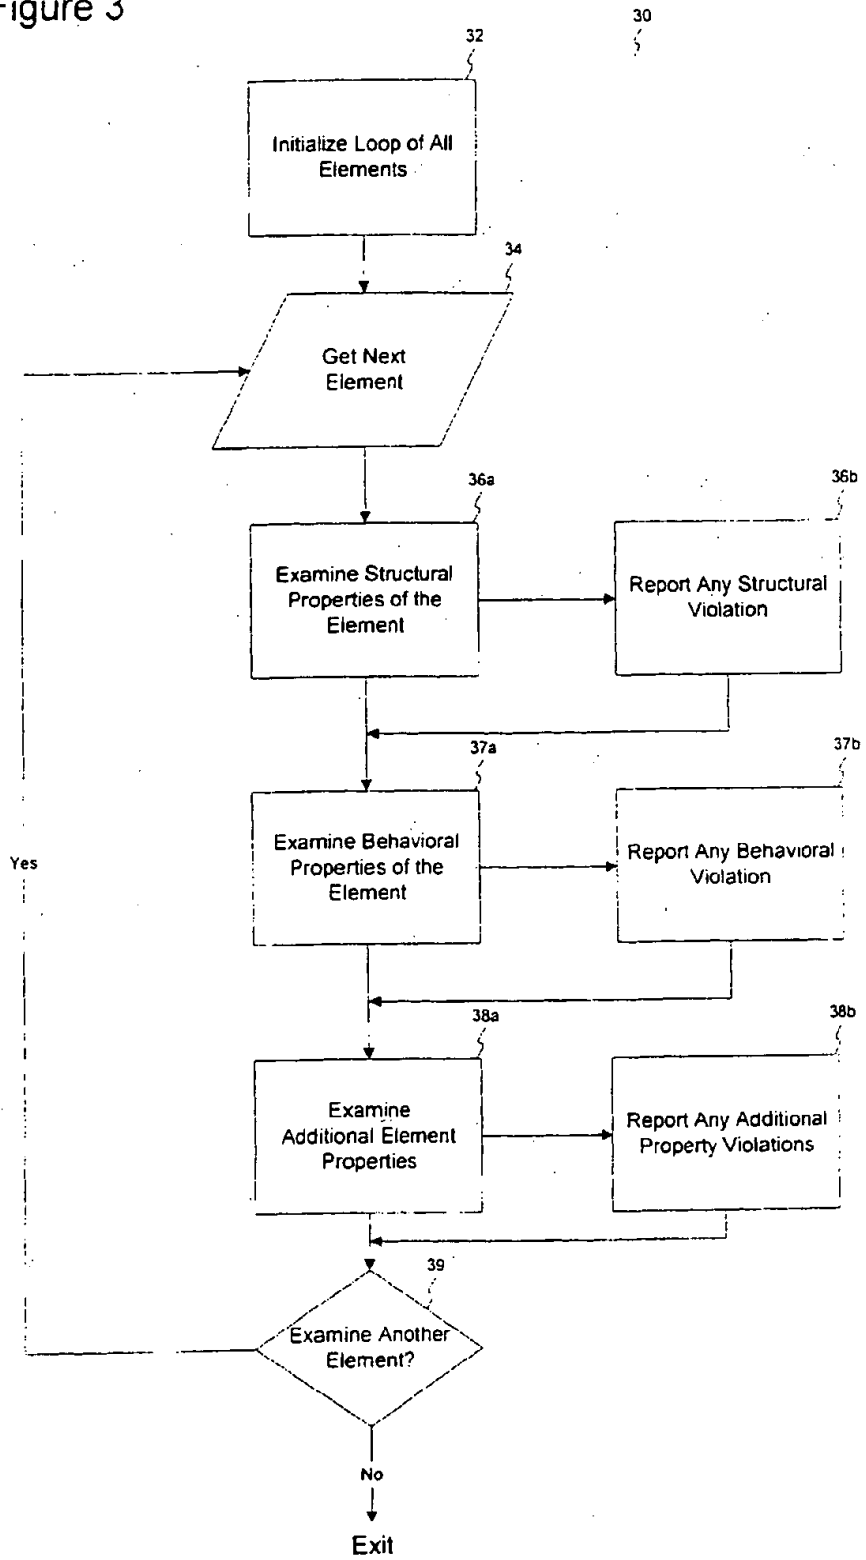 Figure 3
30
32
Initialize Loop of All
Elements
34
Get Next
Element
36a
36b
Examine Structural
Properties of the
Element
Report Any Structural
Violation
37a
37b
Examine Behavioral
Properties of the
Element
Report Any Behavioral
Violation
Yes
38a
38b
Examine
Additional Element
Properties
Report Any Additional
Property Violations
39
Examine Another
Element?
No
Exit